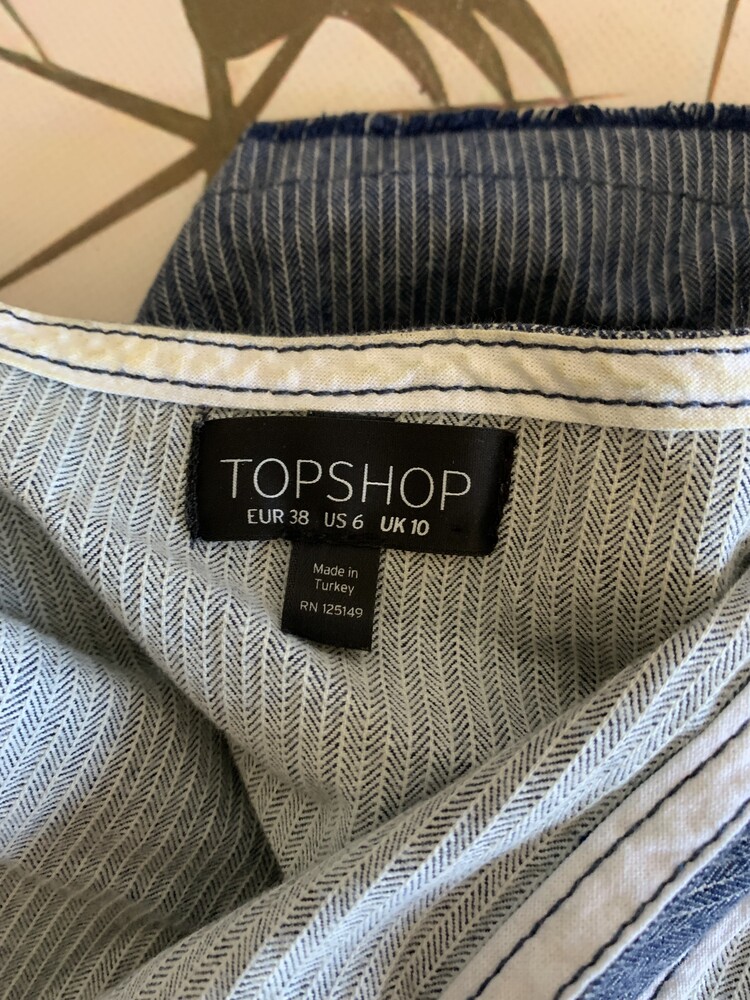 TOPSHOP
EUR 38 US 6 UK 10
Made in
Turkey
RN 125149